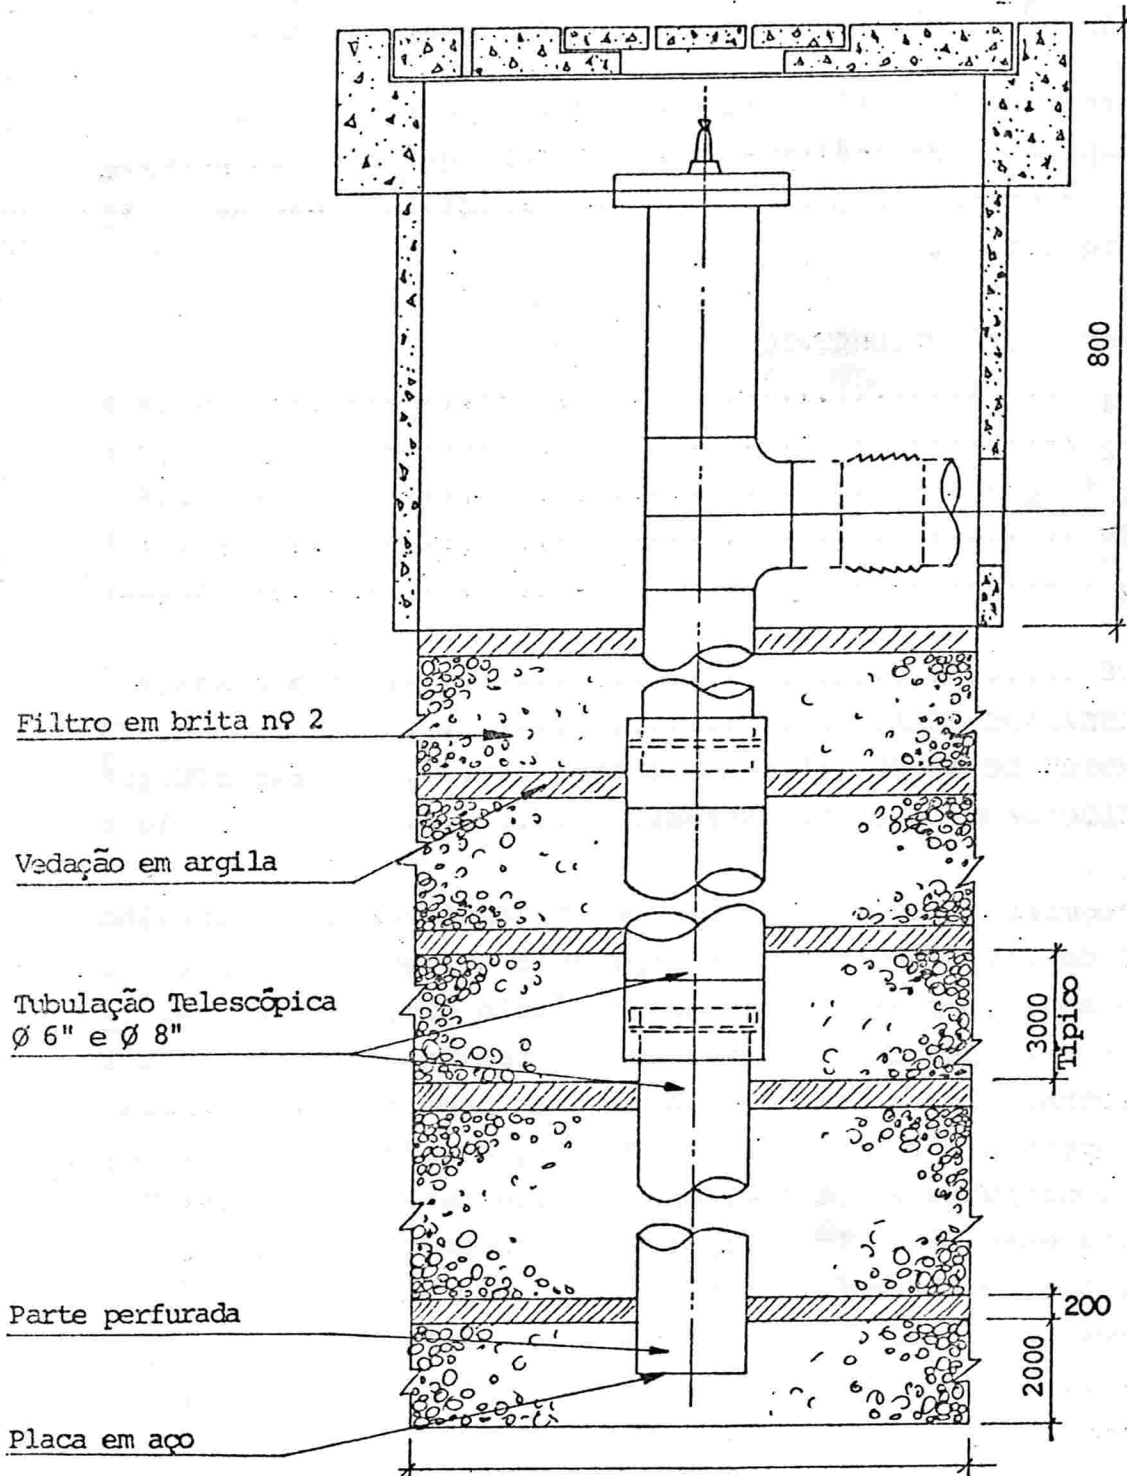 800
Filtro em brita nº 2
Vedação em argila
Tubulação Telescópica
Ø 6" e Ø 8"
3000
Típico
Parte perfurada
200
2000
Placa em aço